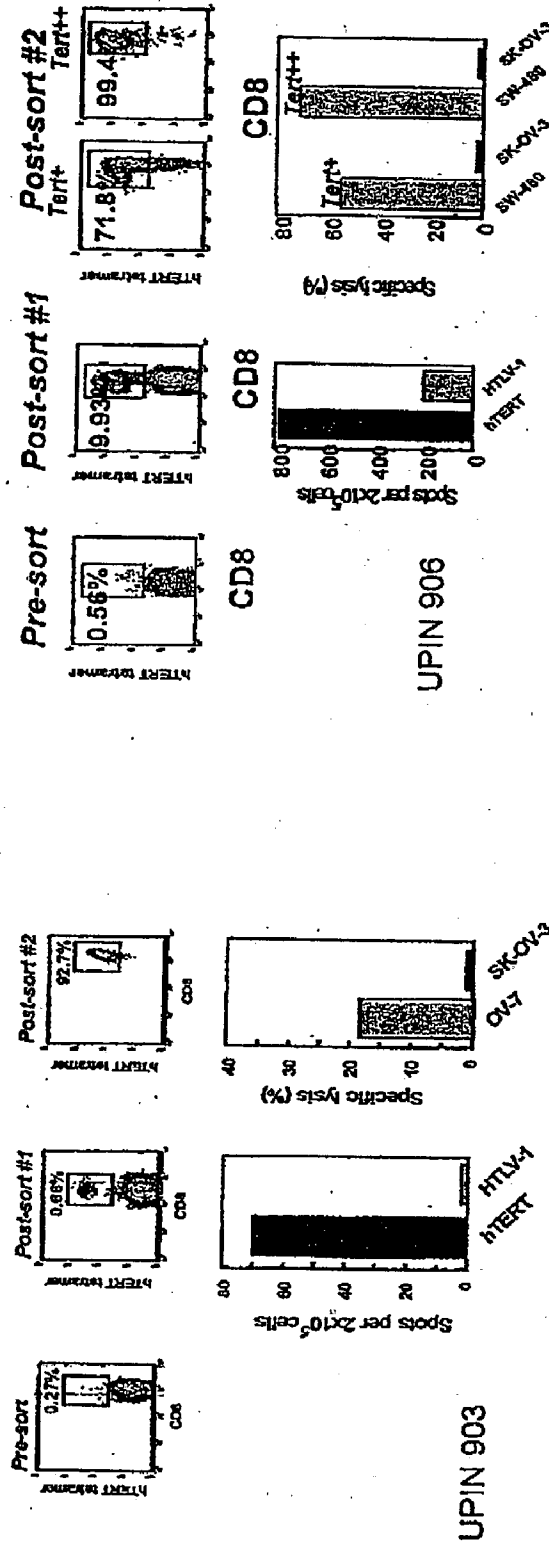 Pre-sort
0.27%
hTERT tetramer
CD8
Post-sort #1
0.66%
hTERT tetramer
CD8
Post-sort #2
92.7%
hTERT tetramer
CD8
80
60
40
20
0
Spots per 2x10⁵ cells
hTERT
HTLV-1
40
30
20
10
0
Specific lysis (%)
OV-7
SK-OV-3
UPIN 903
Pre-sort
0.56%
hTERT tetramer
CD8
Post-sort #1
9.93%
hTERT tetramer
CD8
Post-sort #2
Tert+
Tert++
71.8%
99.4%
hTERT tetramer
CD8
800
600
400
200
0
Spots per 2x10⁵ cells
hTERT
HTLV-1
80
60
40
20
0
Specific lysis (%)
Tert+
Tert++
SW-480
SK-OV-3
SW-480
SK-OV-3
UPIN 906